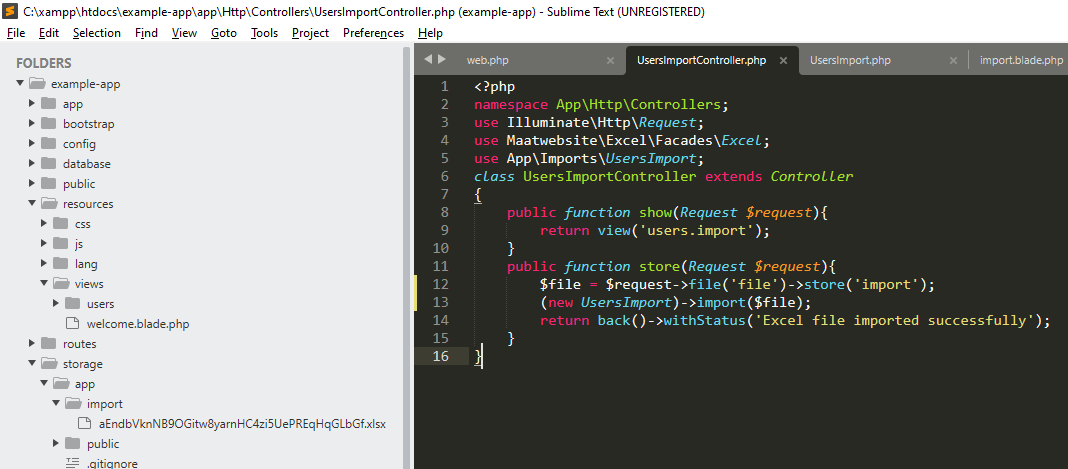 C:\xampp\htdocs\example-app\app\Http\Controllers\UsersImportController.php (example-app) - Sublime Text (UNREGISTERED)
File Edit Selection Find View Goto Tools Project Preferences Help
FOLDERS
example-app
app
bootstrap
config
database
public
resources
css
js
lang
views
users
welcome.blade.php
routes
storage
app
import
aEndbVknNB9OGitw8yarnHC4zi5UePREqHqGLbGf.xlsx
public
.gitignore
web.php × UsersImportController.php × UsersImport.php × import.blade.php
1 <?php
2 namespace App\Http\Controllers;
3 use Illuminate\Http\Request;
4 use Maatwebsite\Excel\Facades\Excel;
5 use App\Imports\UsersImport;
6 class UsersImportController extends Controller
7 {
8 public function show(Request $request){
9 return view('users.import');
10 }
11 public function store(Request $request){
12 $file = $request->file('file')->store('import');
13 (new UsersImport)->import($file);
14 return back()->withStatus('Excel file imported successfully');
15 }
16 }